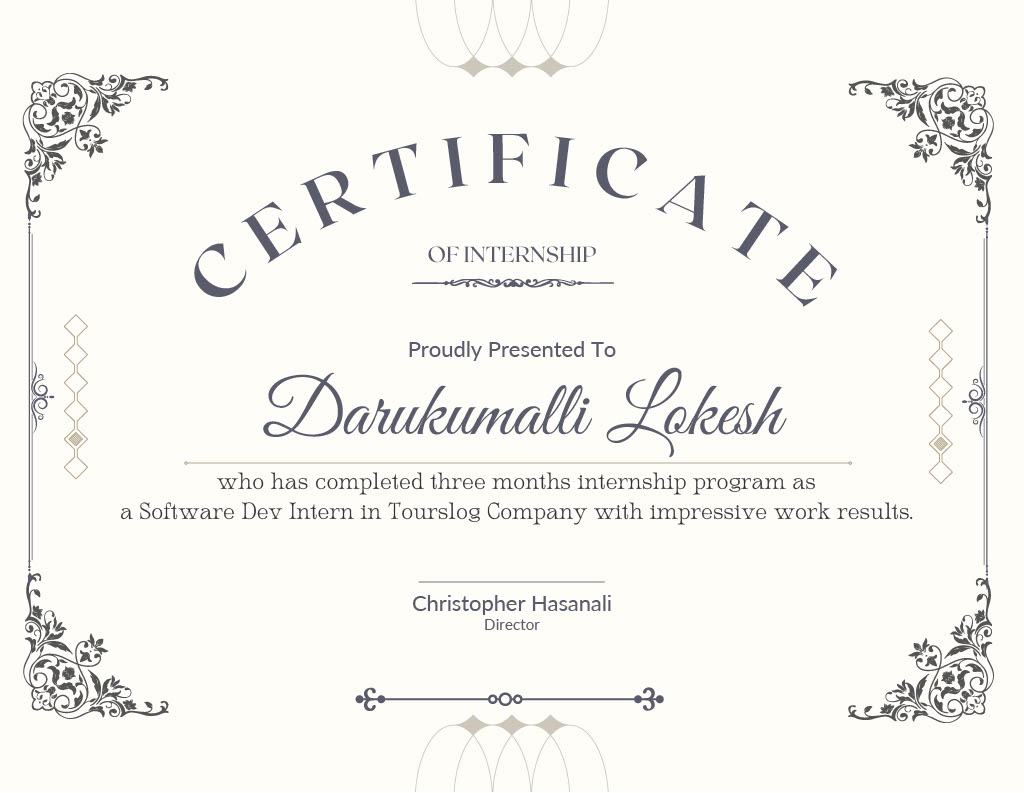 CERTIFICATE
OF INTERNSHIP
Proudly Presented To
Darukumalli Lokesh
who has completed three months internship program as
a Software Dev Intern in Tourslog Company with impressive work results.
Christopher Hasanali
Director